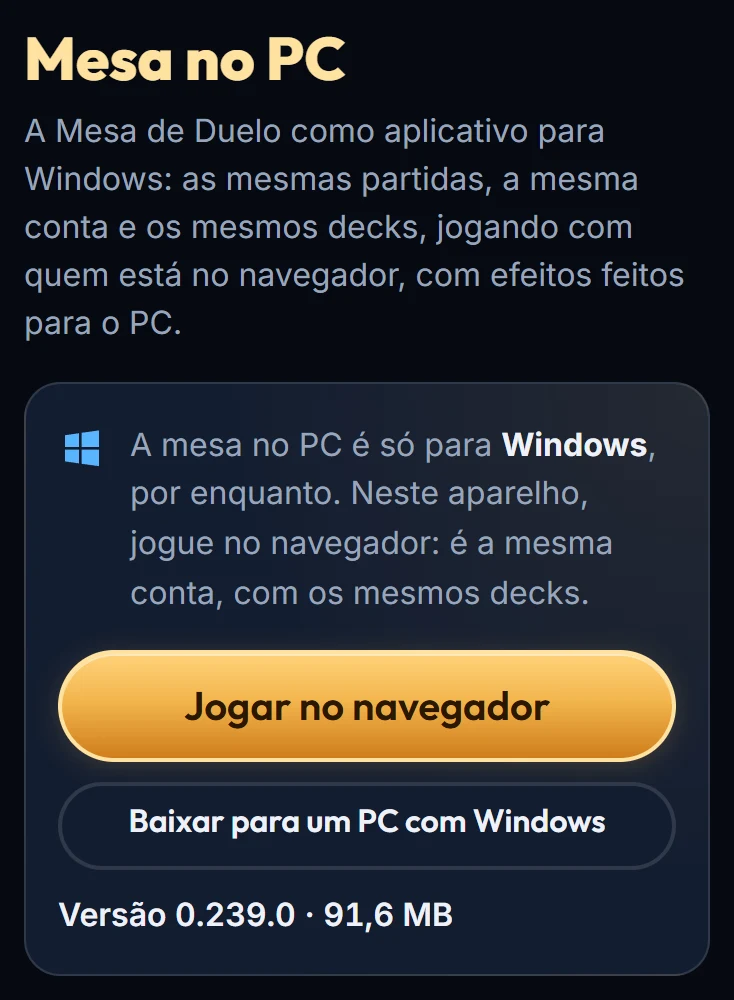 Mesa no PC
A Mesa de Duelo como aplicativo para
Windows: as mesmas partidas, a mesma
conta e os mesmos decks, jogando com
quem está no navegador, com efeitos feitos
para o PC.
A mesa no PC é só para Windows,
por enquanto. Neste aparelho,
jogue no navegador: é a mesma
conta, com os mesmos decks.
Jogar no navegador
Baixar para um PC com Windows
Versão 0.239.0 · 91,6 MB